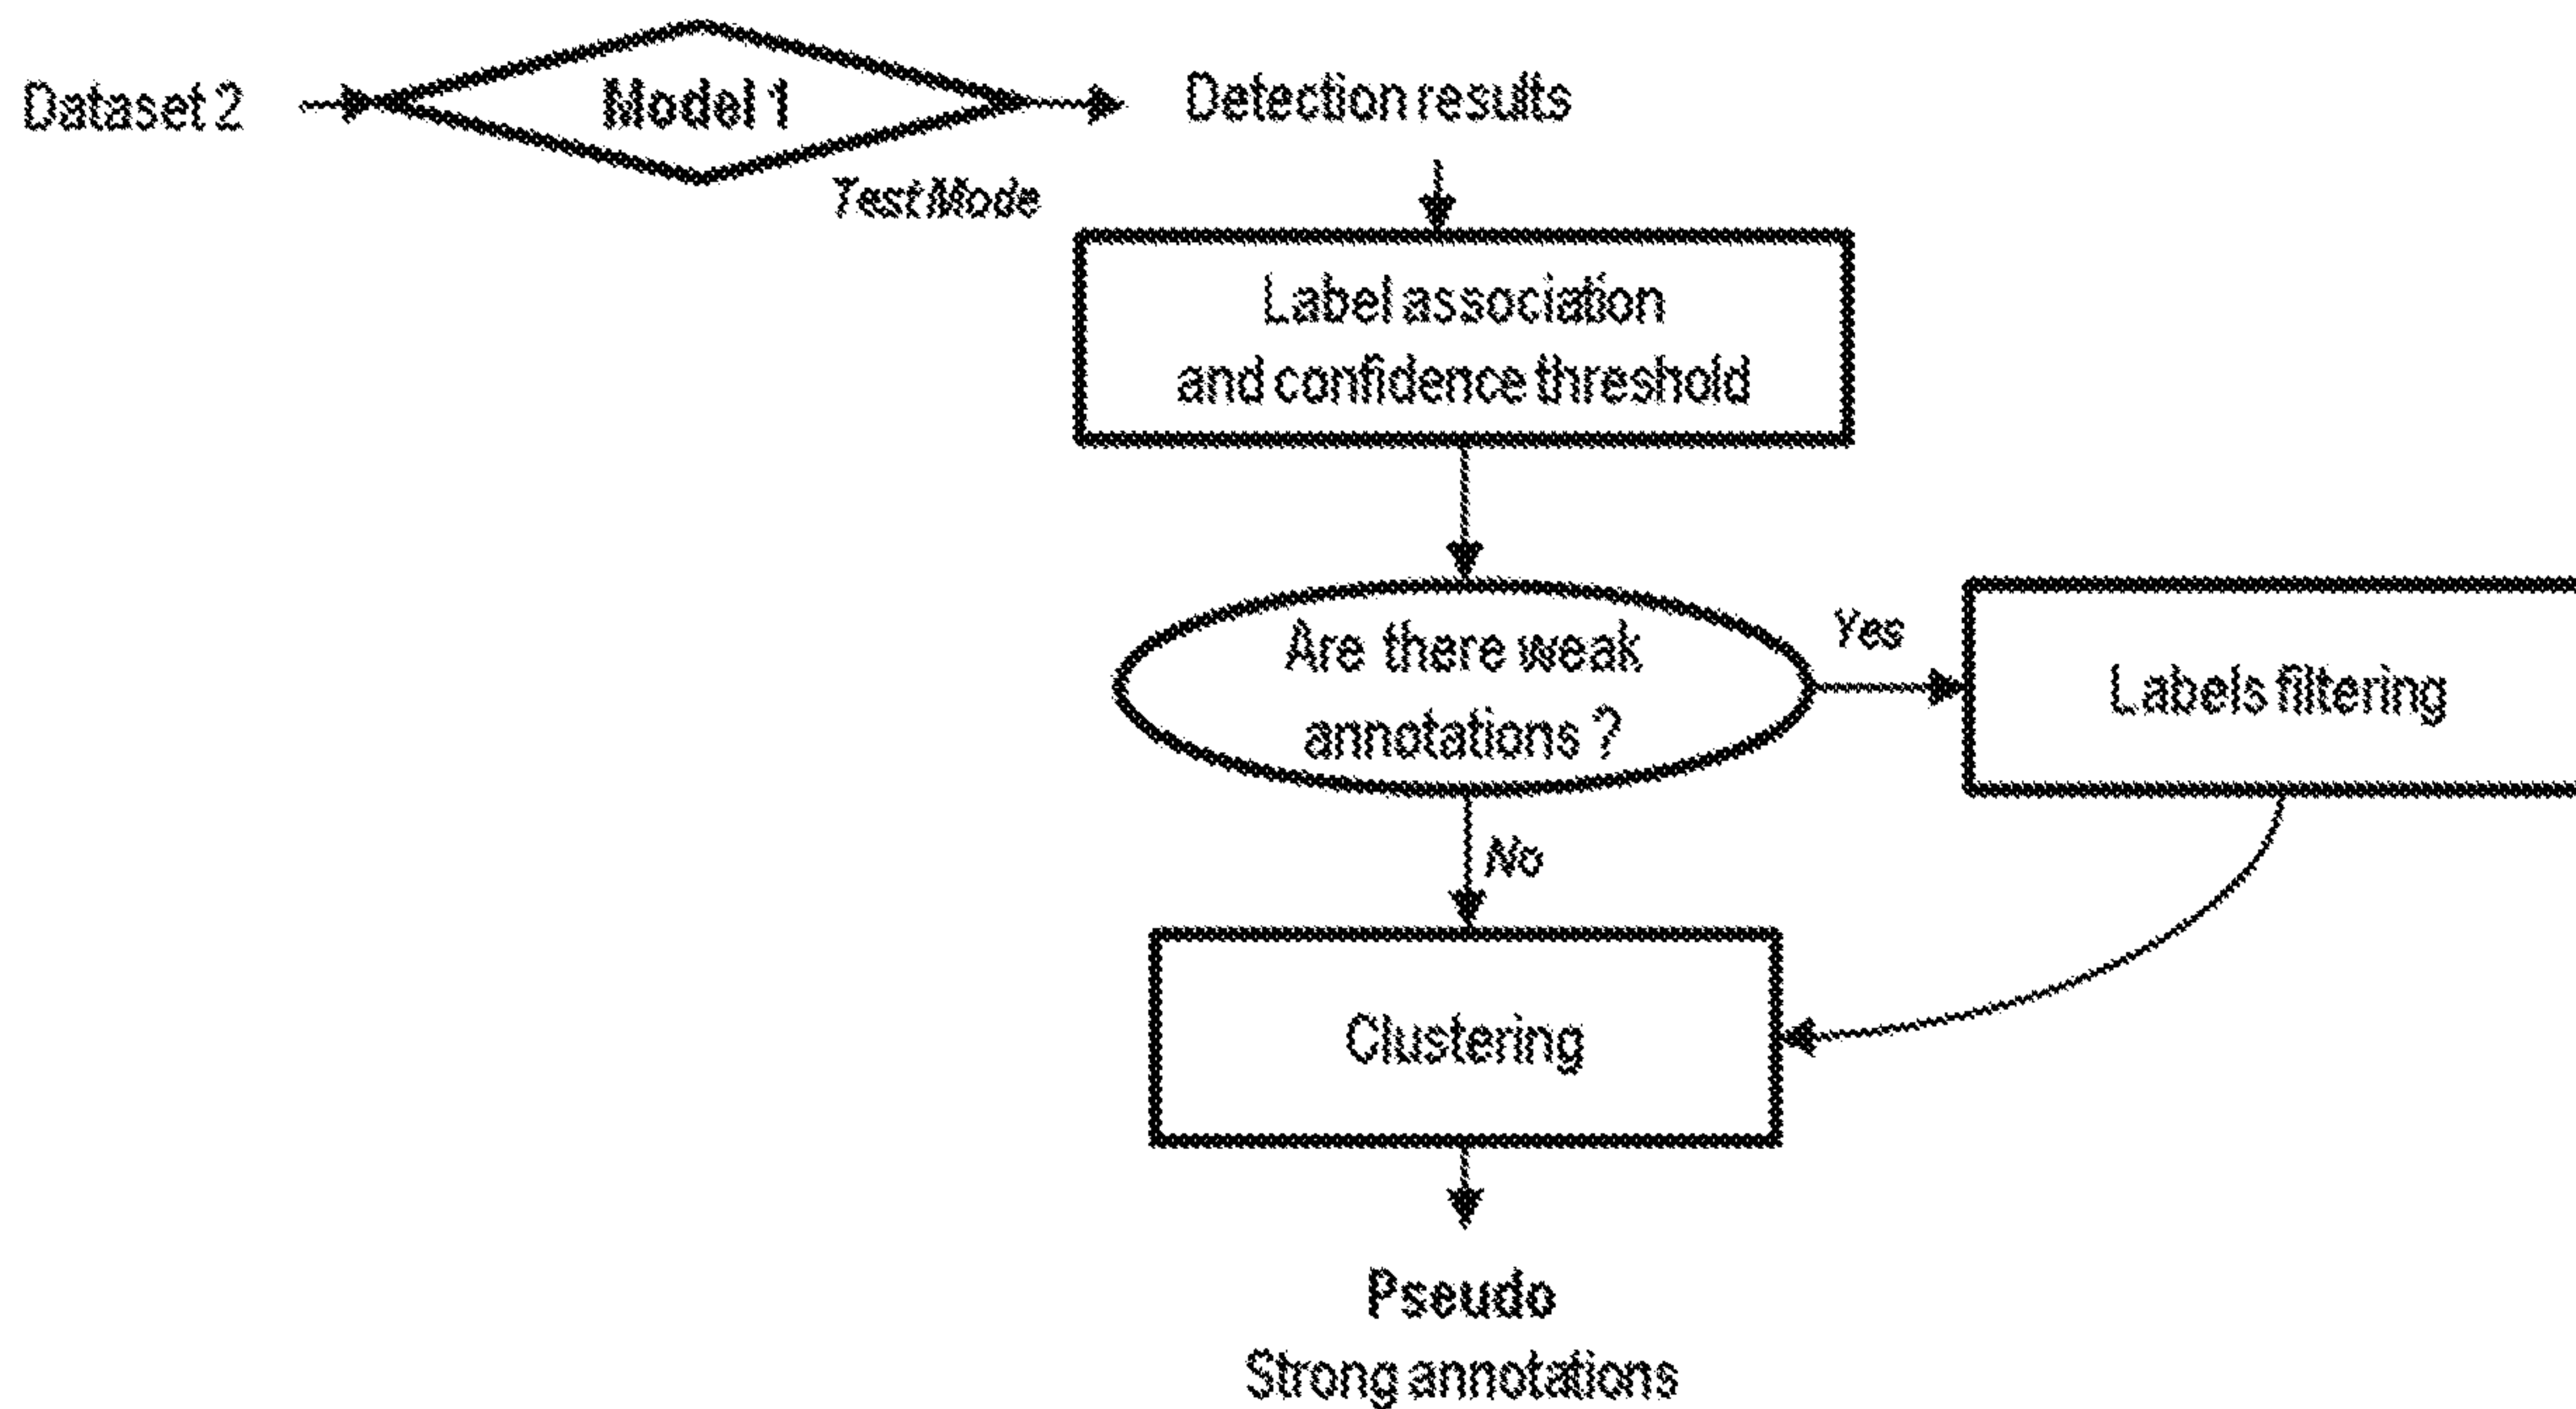 Dataset 2
Model 1
Test Mode
Detection results
Label association
and confidence threshold
Are there weak
annotations ?
Yes
Labels filtering
No
Clustering
Pseudo
Strong annotations